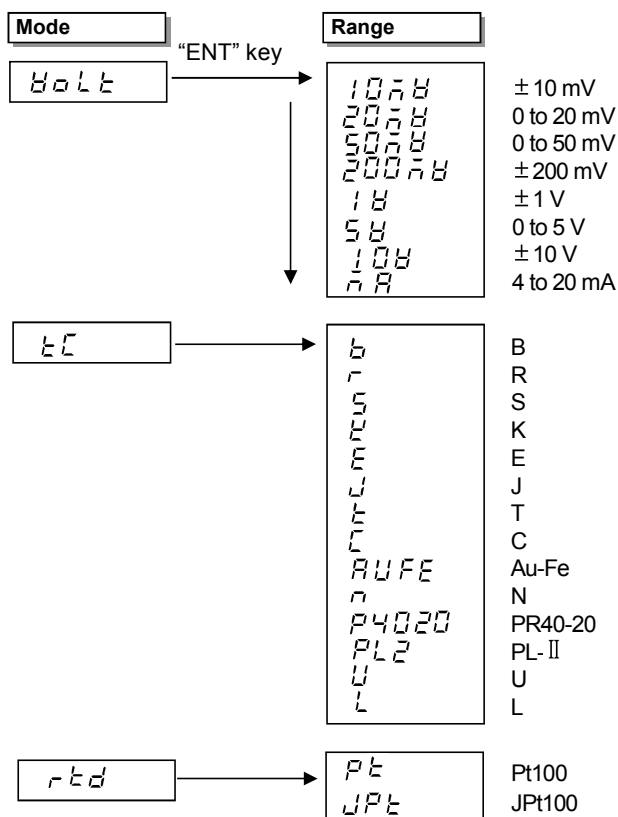 Mode Range
"ENT" key
VoLt
10mV ±10 mV
20mV 0 to 20 mV
50mV 0 to 50 mV
200mV ±200 mV
1V ±1 V
5V 0 to 5 V
10V ±10 V
mA 4 to 20 mA
tC
b B
r R
S S
K K
E E
J J
t T
C C
AUFE Au-Fe
n N
P4020 PR40-20
PL2 PL-Ⅱ
U U
L L
rtd
Pt Pt100
JPt JPt100